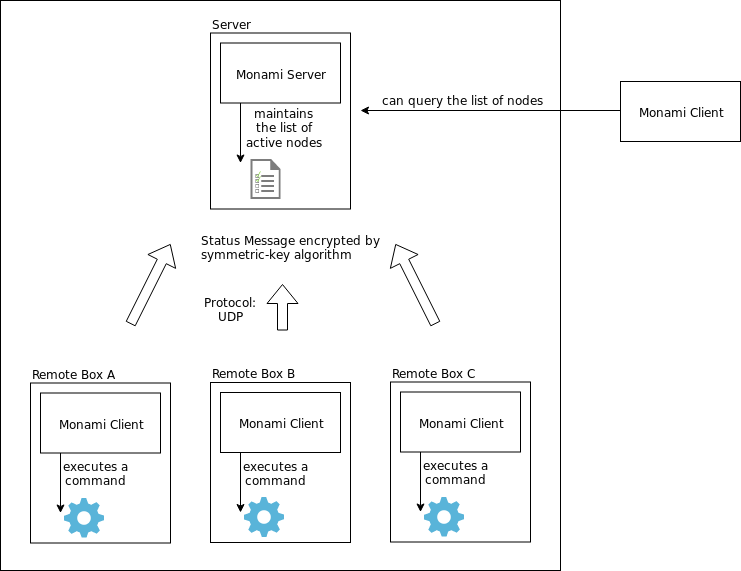 Server
Monami Server
maintains
the list of
active nodes
can query the list of nodes
Monami Client
Status Message encrypted by
symmetric-key algorithm
Protocol:
UDP
Remote Box A
Monami Client
executes a
command
Remote Box B
Monami Client
executes a
command
Remote Box C
Monami Client
executes a
command